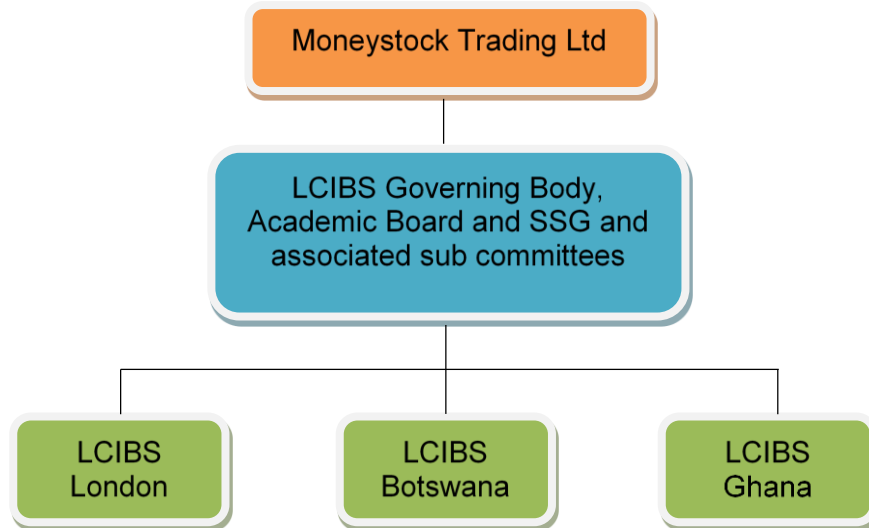 Moneystock Trading Ltd
LCIBS Governing Body,
Academic Board and SSG and
associated sub committees
LCIBS
London
LCIBS
Botswana
LCIBS
Ghana